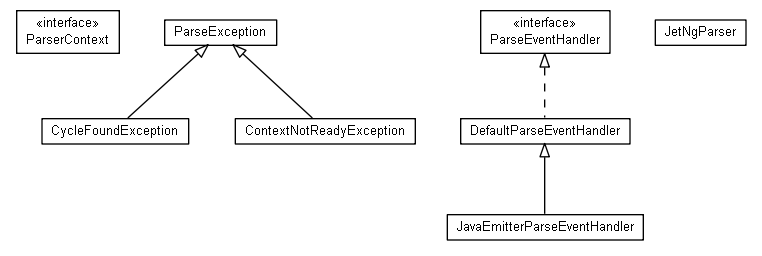 «interface»
ParserContext
ParseException
«interface»
ParseEventHandler
JetNgParser
CycleFoundException
ContextNotReadyException
DefaultParseEventHandler
JavaEmitterParseEventHandler